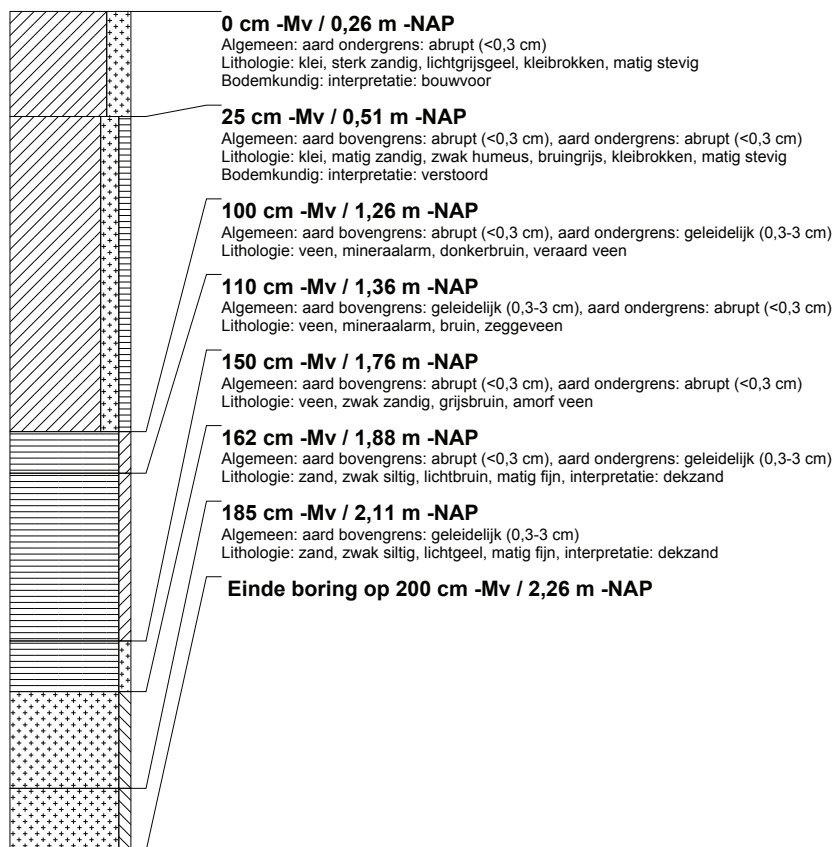 0 cm -Mv / 0,26 m -NAP
Algemeen: aard ondergrens: abrupt (<0,3 cm)
Lithologie: klei, sterk zandig, lichtgrijsgeel, kleibrokken, matig stevig
Bodemkundig: interpretatie: bouwvoor
25 cm -Mv / 0,51 m -NAP
Algemeen: aard bovengrens: abrupt (<0,3 cm), aard ondergrens: abrupt (<0,3 cm)
Lithologie: klei, matig zandig, zwak humeus, bruingrijs, kleibrokken, matig stevig
Bodemkundig: interpretatie: verstoord
100 cm -Mv / 1,26 m -NAP
Algemeen: aard bovengrens: abrupt (<0,3 cm), aard ondergrens: geleidelijk (0,3-3 cm)
Lithologie: veen, mineraalarm, donkerbruin, veraard veen
110 cm -Mv / 1,36 m -NAP
Algemeen: aard bovengrens: geleidelijk (0,3-3 cm), aard ondergrens: abrupt (<0,3 cm)
Lithologie: veen, mineraalarm, bruin, zeggeveen
150 cm -Mv / 1,76 m -NAP
Algemeen: aard bovengrens: abrupt (<0,3 cm), aard ondergrens: abrupt (<0,3 cm)
Lithologie: veen, zwak zandig, grijsbruin, amorf veen
162 cm -Mv / 1,88 m -NAP
Algemeen: aard bovengrens: abrupt (<0,3 cm), aard ondergrens: geleidelijk (0,3-3 cm)
Lithologie: zand, zwak siltig, lichtbruin, matig fijn, interpretatie: dekzand
185 cm -Mv / 2,11 m -NAP
Algemeen: aard bovengrens: geleidelijk (0,3-3 cm)
Lithologie: zand, zwak siltig, lichtgeel, matig fijn, interpretatie: dekzand
Einde boring op 200 cm -Mv / 2,26 m -NAP